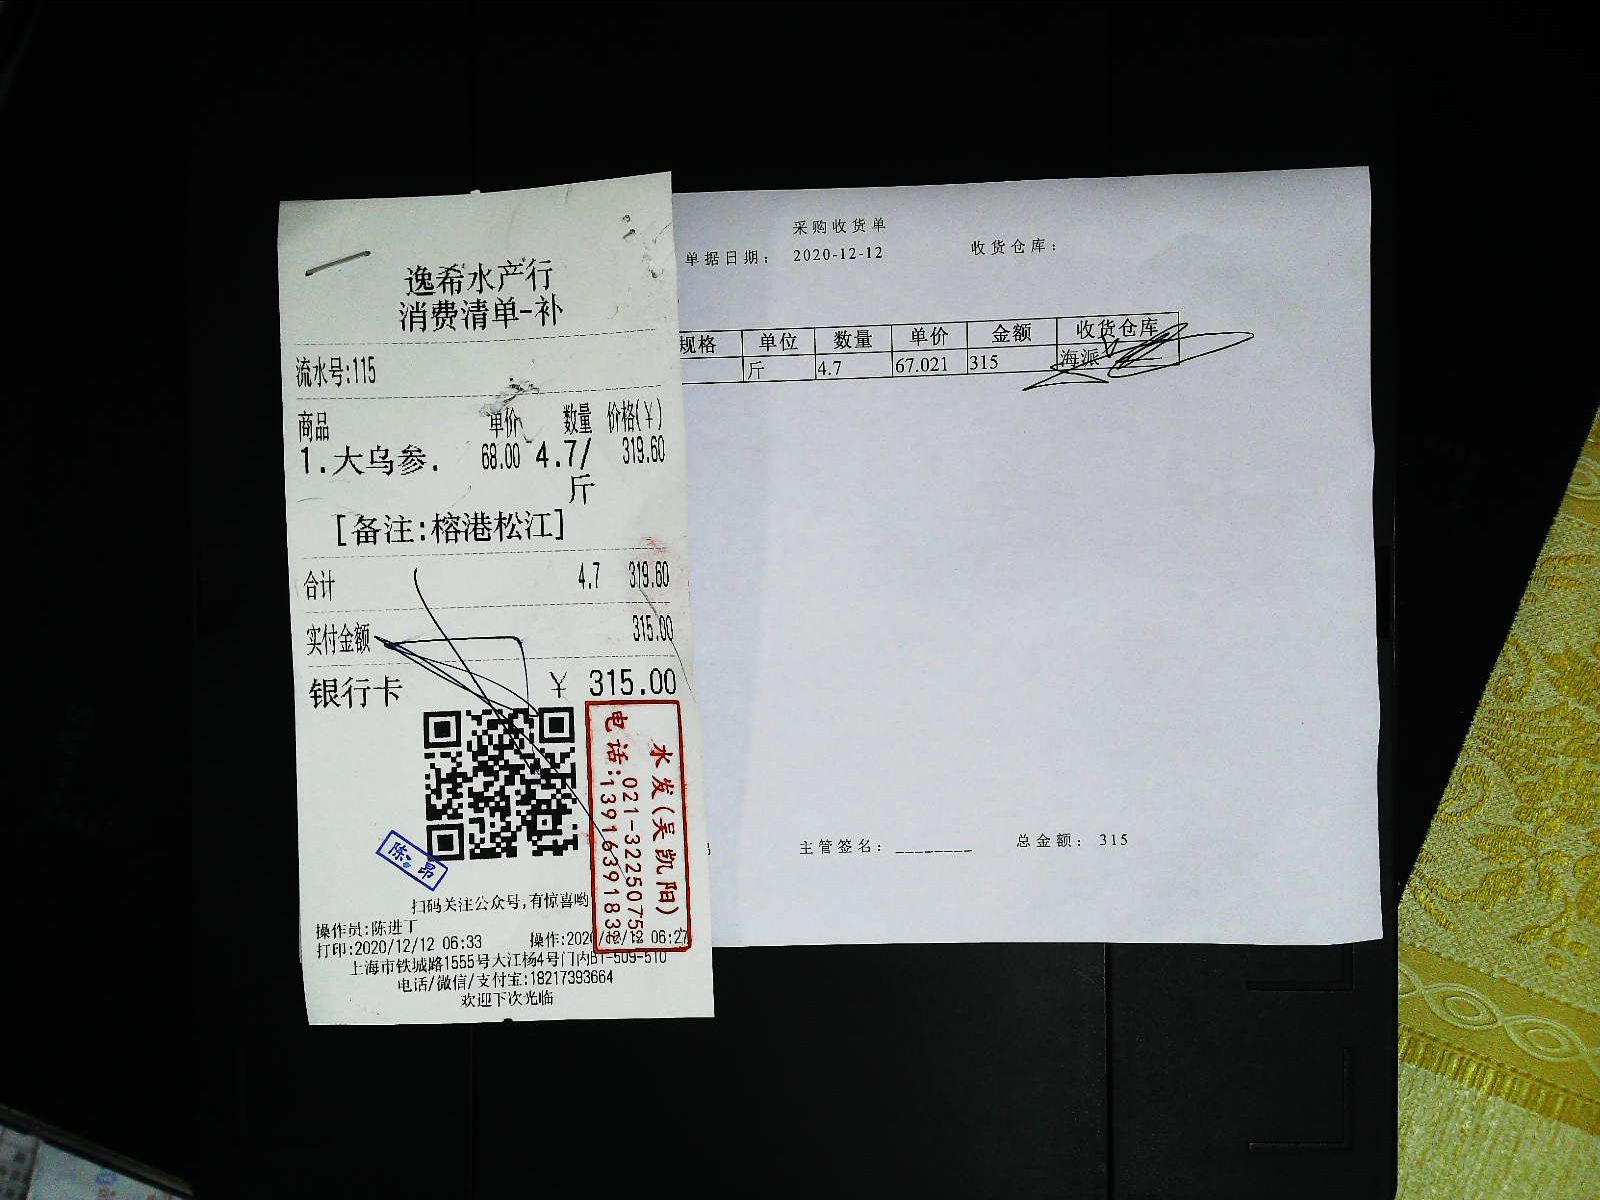 逸希水产行
消费清单-补
流水号:115
商品 单价 数量 价格(¥)
1.大乌参. 68.00 4.7/斤 319.60
[备注:榕港松江]
合计 4.7 319.60
实付金额 315.00
银行卡 ¥ 315.00
水发(吴凯阳)
电话:021-32250752
13916391839
陈 昂
扫码关注公众号,有惊喜哟
操作员:陈进丁
打印:2020/12/12 06:33 操作:2020/12/12 06:27
上海市铁城路1555号大江杨4号门内B1-509-510
电话/微信/支付宝:18217393664
欢迎下次光临
采购收货单
单据日期: 2020-12-12 收货仓库:
规格 单位 数量 单价 金额 收货仓库
斤 4.7 67.021 315 海派
主管签名: ________ 总金额: 315